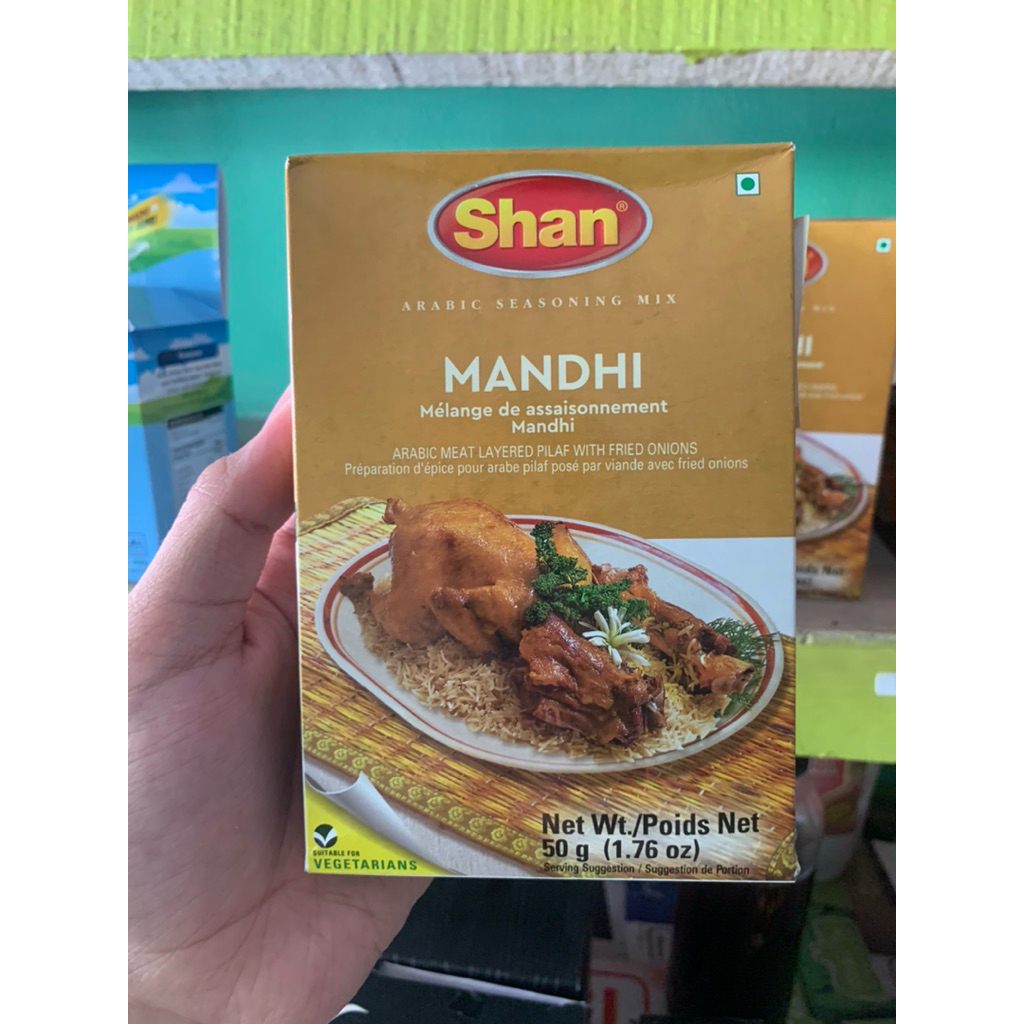 Shan®
ARABIC SEASONING MIX
MANDHI
Mélange de assaisonnement
Mandhi
ARABIC MEAT LAYERED PILAF WITH FRIED ONIONS
Préparation d'épice pour arabe pilaf posé par viande avec fried onions
SUITABLE FOR
VEGETARIANS
Net Wt./Poids Net
50 g (1.76 oz)
Serving Suggestion / Suggestion de Portion